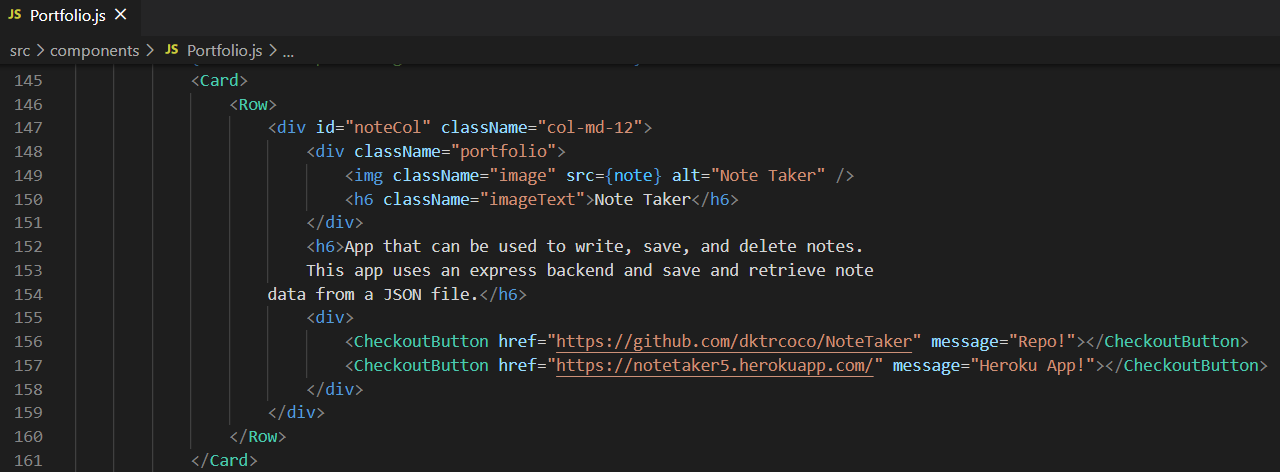 JS Portfolio.js ×
src > components > JS Portfolio.js > ...
145 <Card>
146 <Row>
147 <div id="noteCol" className="col-md-12">
148 <div className="portfolio">
149 <img className="image" src={note} alt="Note Taker" />
150 <h6 className="imageText">Note Taker</h6>
151 </div>
152 <h6>App that can be used to write, save, and delete notes.
153 This app uses an express backend and save and retrieve note
154 data from a JSON file.</h6>
155 <div>
156 <CheckoutButton href="https://github.com/dktrcoco/NoteTaker" message="Repo!"></CheckoutButton>
157 <CheckoutButton href="https://notetaker5.herokuapp.com/" message="Heroku App!"></CheckoutButton>
158 </div>
159 </div>
160 </Row>
161 </Card>